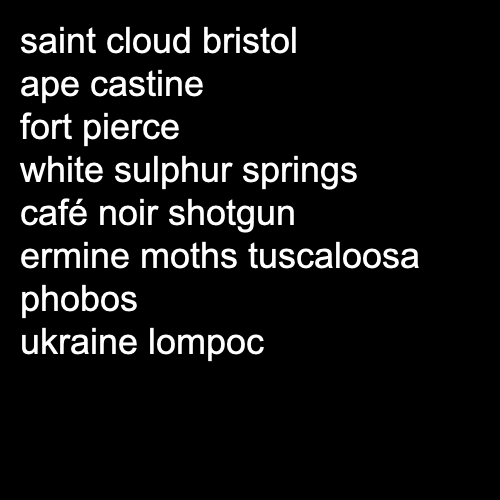 saint cloud bristol
ape castine
fort pierce
white sulphur springs
café noir shotgun
ermine moths tuscaloosa
phobos
ukraine lompoc